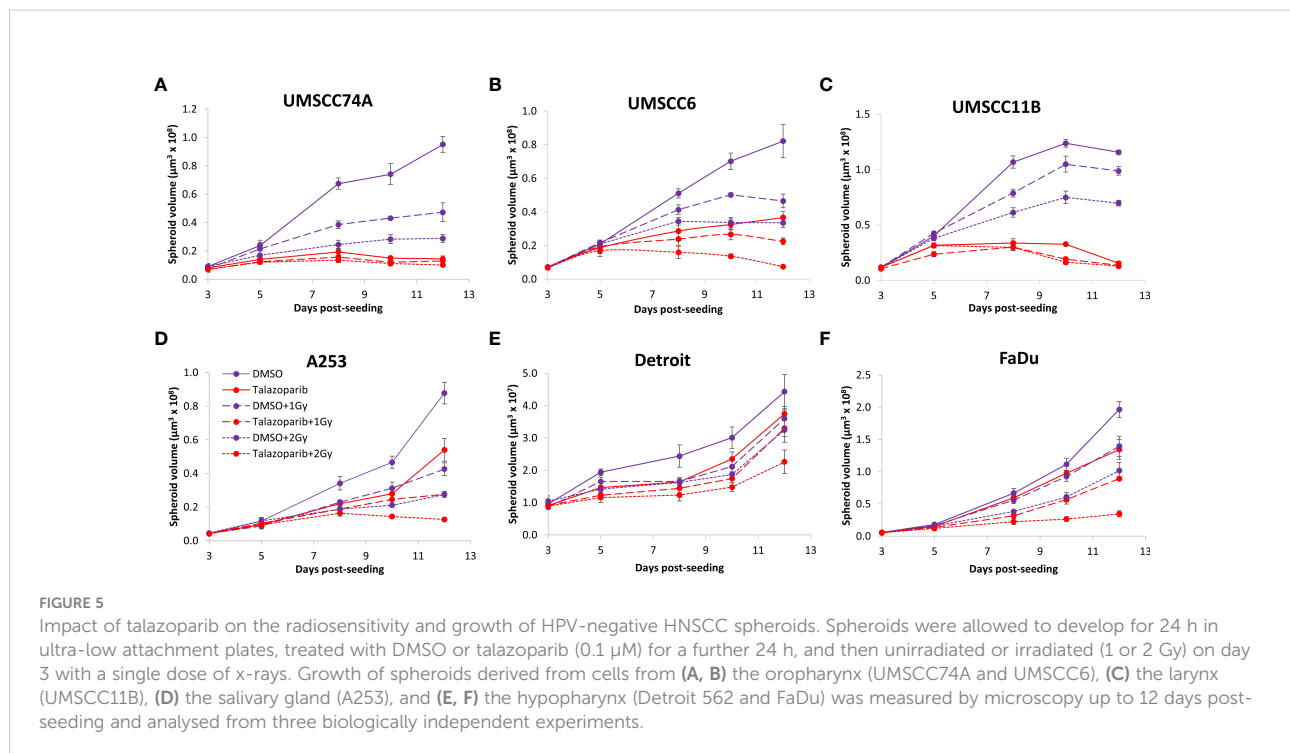 A
UMSCC74A
Spheroid volume (µm³ x 10⁸)
1.2
1.0
0.8
0.6
0.4
0.2
0.0
3 5 7 9 11 13
Days post-seeding
B
UMSCC6
Spheroid volume (µm³ x 10⁸)
1.0
0.8
0.6
0.4
0.2
0.0
3 5 7 9 11 13
Days post-seeding
C
UMSCC11B
Spheroid volume (µm³ x 10⁸)
1.5
1.0
0.5
0.0
3 5 7 9 11 13
Days post-seeding
D
A253
Spheroid volume (µm³ x 10⁸)
1.0
0.8
0.6
0.4
0.2
0.0
DMSO
Talazoparib
DMSO+1Gy
Talazoparib+1Gy
DMSO+2Gy
Talazoparib+2Gy
3 5 7 9 11 13
Days post-seeding
E
Detroit
Spheroid volume (µm³ x 10⁷)
5.0
4.0
3.0
2.0
1.0
0.0
3 5 7 9 11 13
Days post-seeding
F
FaDu
Spheroid volume (µm³ x 10⁸)
2.5
2.0
1.5
1.0
0.5
0.0
3 5 7 9 11 13
Days post-seeding
FIGURE 5
Impact of talazoparib on the radiosensitivity and growth of HPV-negative HNSCC spheroids. Spheroids were allowed to develop for 24 h in
ultra-low attachment plates, treated with DMSO or talazoparib (0.1 µM) for a further 24 h, and then unirradiated or irradiated (1 or 2 Gy) on day
3 with a single dose of x-rays. Growth of spheroids derived from cells from (A, B) the oropharynx (UMSCC74A and UMSCC6), (C) the larynx
(UMSCC11B), (D) the salivary gland (A253), and (E, F) the hypopharynx (Detroit 562 and FaDu) was measured by microscopy up to 12 days post-
seeding and analysed from three biologically independent experiments.